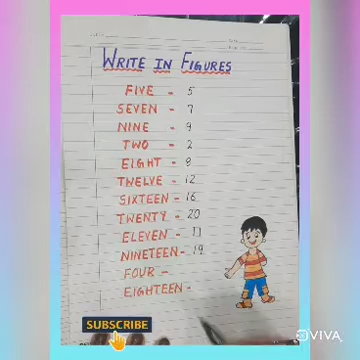 WRITE IN FIGURES
FIVE - 5
SEVEN - 7
NINE - 9
TWO - 2
EIGHT - 8
TWELVE - 12
SIXTEEN - 16
TWENTY - 20
ELEVEN - 11
NINETEEN - 19
FOUR -
EIGHTEEN -
SUBSCRIBE
VIVA